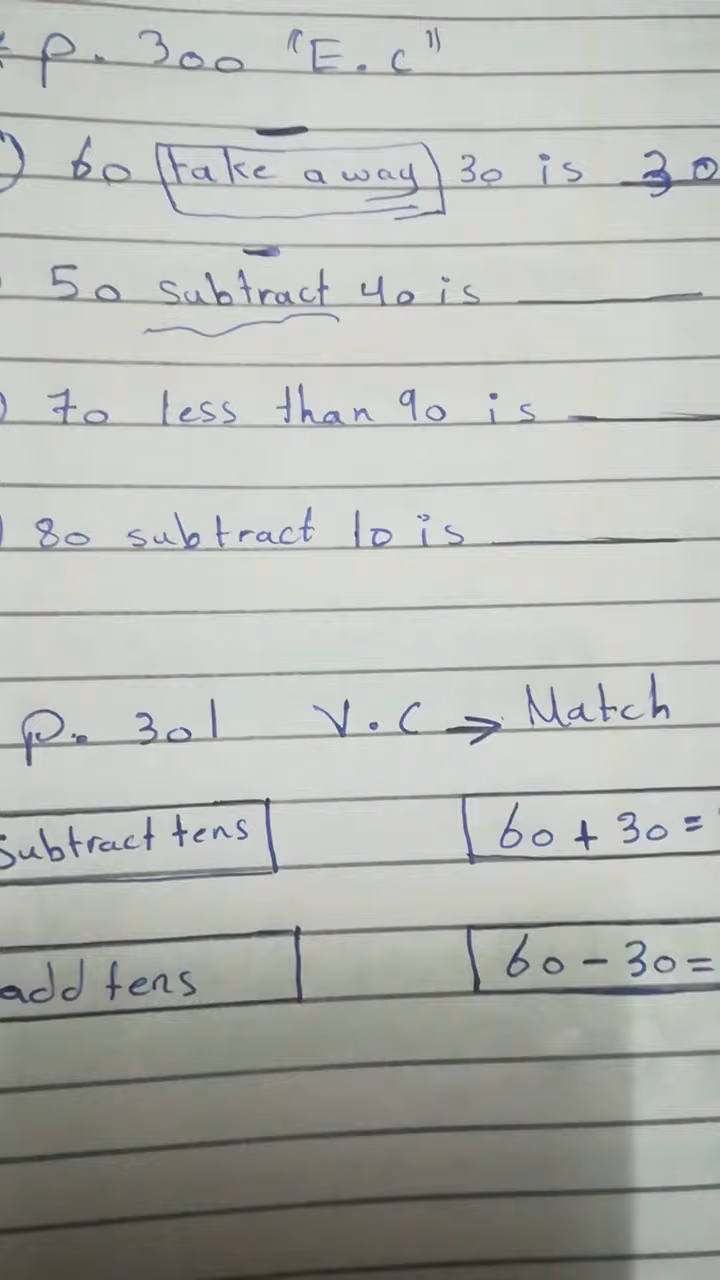 * p. 300 "E.C"
) 60 take away 30 is 30
50 subtract 40 is
) 70 less than 90 is
) 80 subtract 10 is
p. 301 V.C → Match
Subtract tens 60 + 30 =
add tens 60 - 30 =